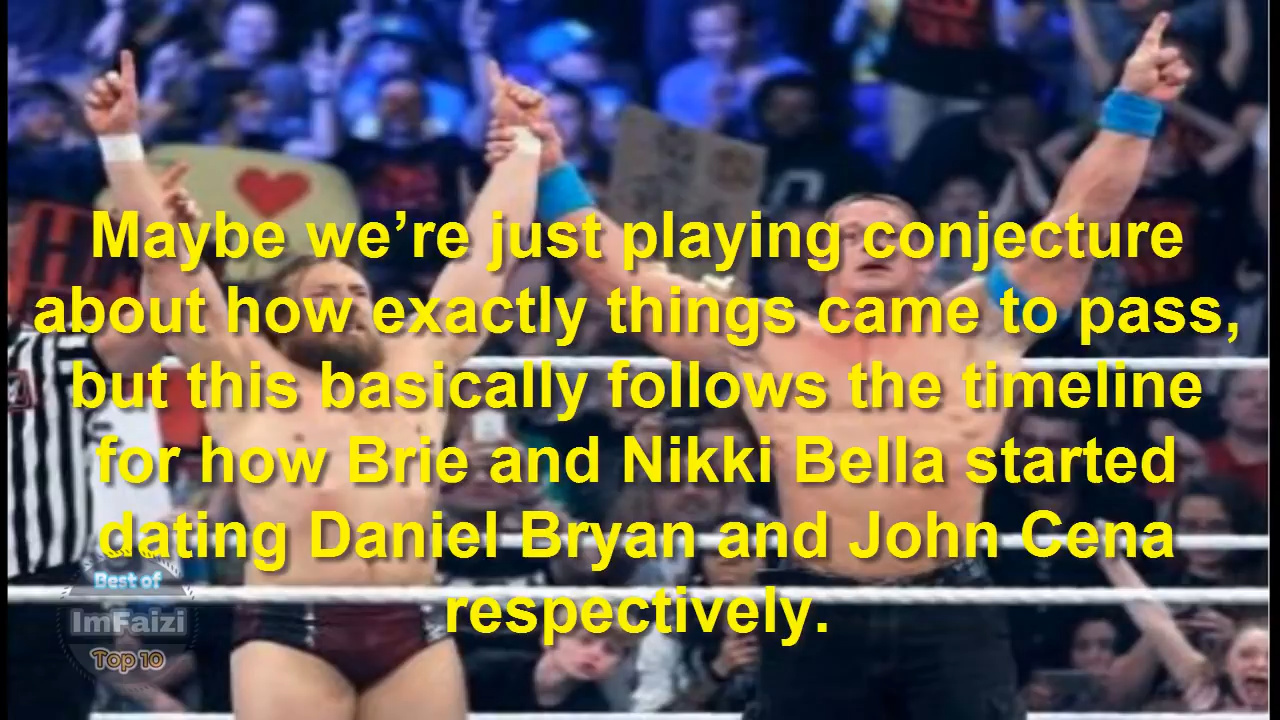 Maybe we’re just playing conjecture
about how exactly things came to pass,
but this basically follows the timeline
for how Brie and Nikki Bella started
dating Daniel Bryan and John Cena
respectively.
Best of
ImFaizi
Top 10